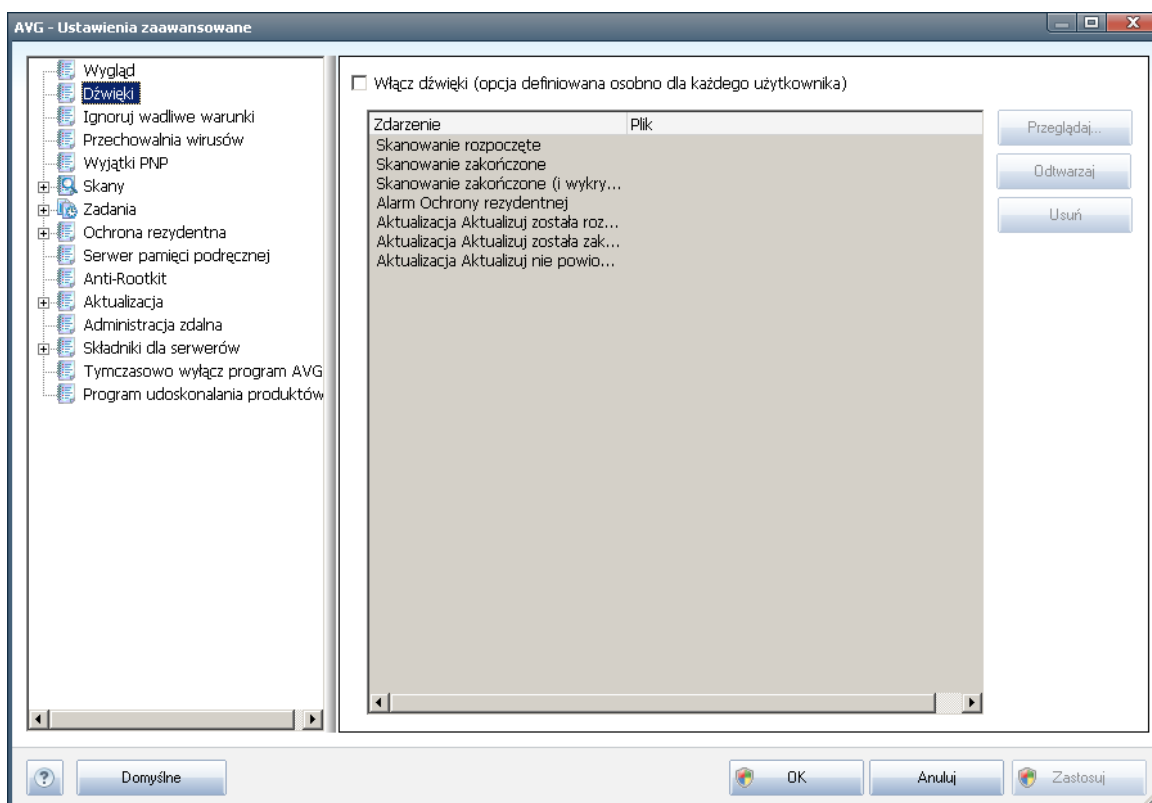 AVG - Ustawienia zaawansowane
Wygląd
Dźwięki
Ignoruj wadliwe warunki
Przechowalnia wirusów
Wyjątki PNP
Skany
Zadania
Ochrona rezydentna
Serwer pamięci podręcznej
Anti-Rootkit
Aktualizacja
Administracja zdalna
Składniki dla serwerów
Tymczasowo wyłącz program AVG
Program udoskonalania produktów
Włącz dźwięki (opcja definiowana osobno dla każdego użytkownika)
Zdarzenie Plik
Skanowanie rozpoczęte
Skanowanie zakończone
Skanowanie zakończone (i wykry...
Alarm Ochrony rezydentnej
Aktualizacja Aktualizuj została roz...
Aktualizacja Aktualizuj została zak...
Aktualizacja Aktualizuj nie powio...
Przeglądaj...
Odtwarzaj
Usuń
? Domyślne OK Anuluj Zastosuj